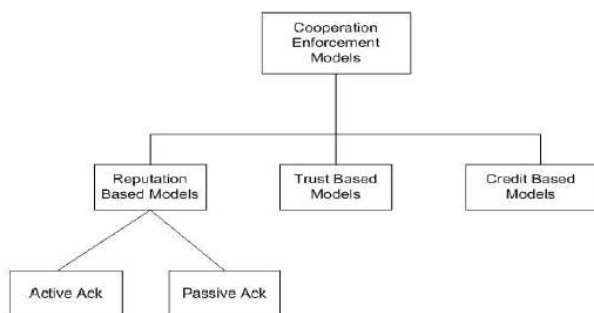 Cooperation
Enforcement
Models
Reputation
Based Models
Trust Based
Models
Credit Based
Models
Active Ack
Passive Ack